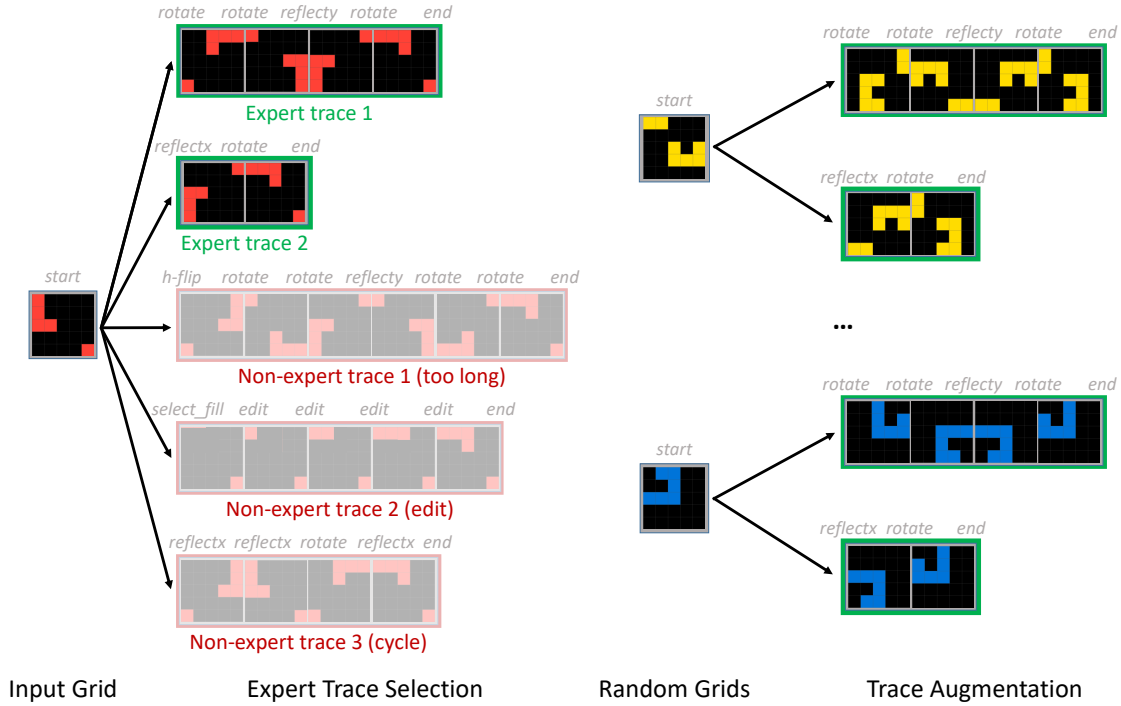 rotate rotate reflecty rotate end
Expert trace 1
reflectx rotate end
Expert trace 2
start
h-flip rotate rotate reflecty rotate rotate end
Non-expert trace 1 (too long)
select_fill edit edit edit edit end
Non-expert trace 2 (edit)
reflectx reflectx rotate reflectx end
Non-expert trace 3 (cycle)
rotate rotate reflecty rotate end
start
reflectx rotate end
...
rotate rotate reflecty rotate end
start
reflectx rotate end
Input Grid Expert Trace Selection Random Grids Trace Augmentation